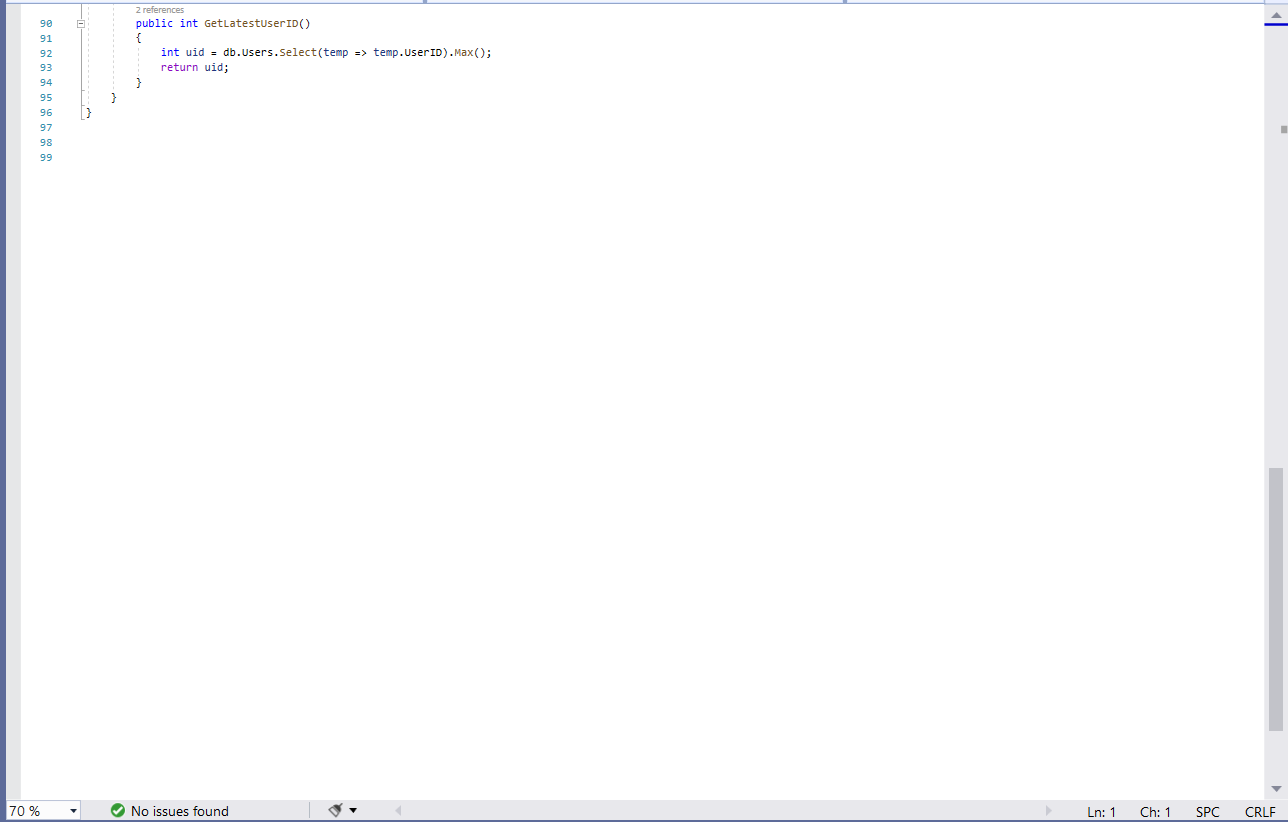 2 references
90 public int GetLatestUserID()
91 {
92 int uid = db.Users.Select(temp => temp.UserID).Max();
93 return uid;
94 }
95 }
96 }
97
98
99
70 % No issues found Ln: 1 Ch: 1 SPC CRLF